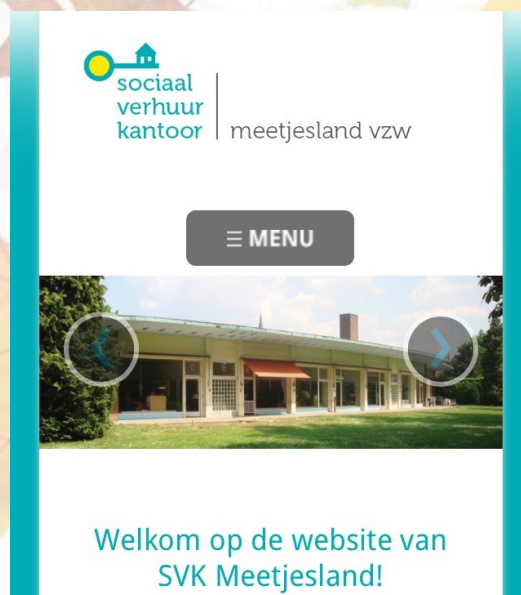 sociaal
verhuur
kantoor meetjesland vzw
☰ MENU
Welkom op de website van
SVK Meetjesland!